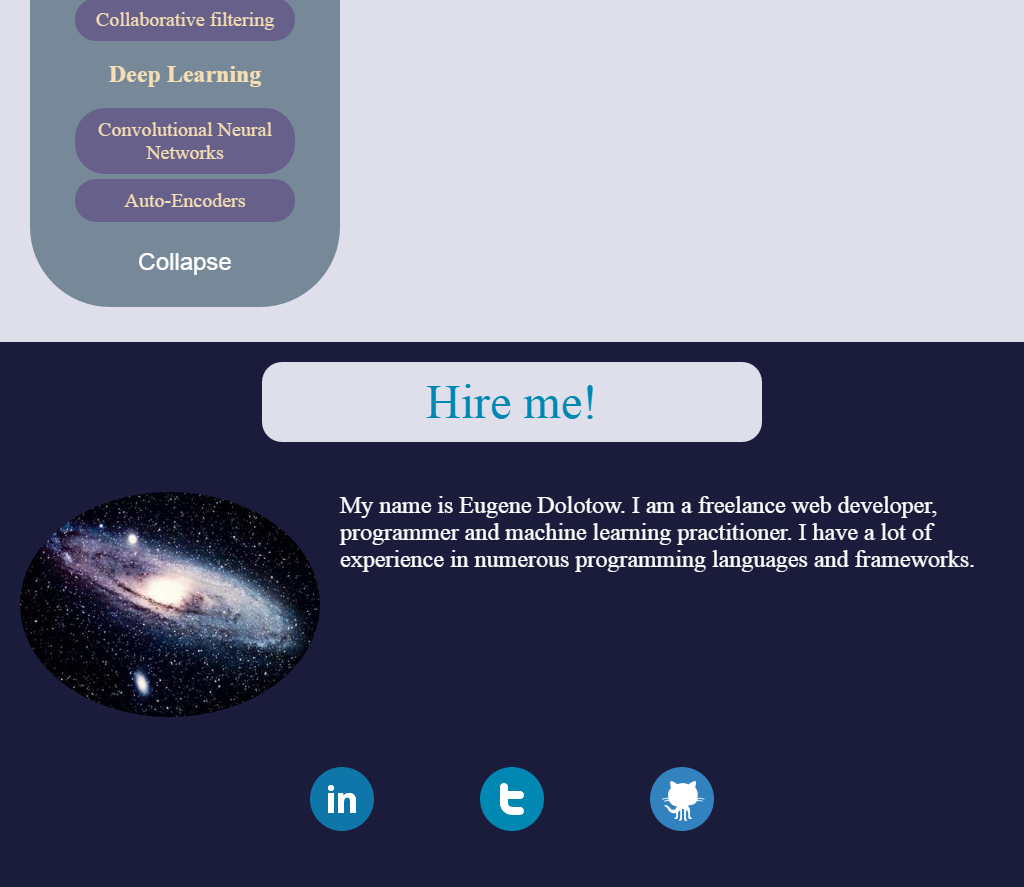 Collaborative filtering
Deep Learning
Convolutional Neural
Networks
Auto-Encoders
Collapse
Hire me!
My name is Eugene Dolotow. I am a freelance web developer,
programmer and machine learning practitioner. I have a lot of
experience in numerous programming languages and frameworks.
in
t